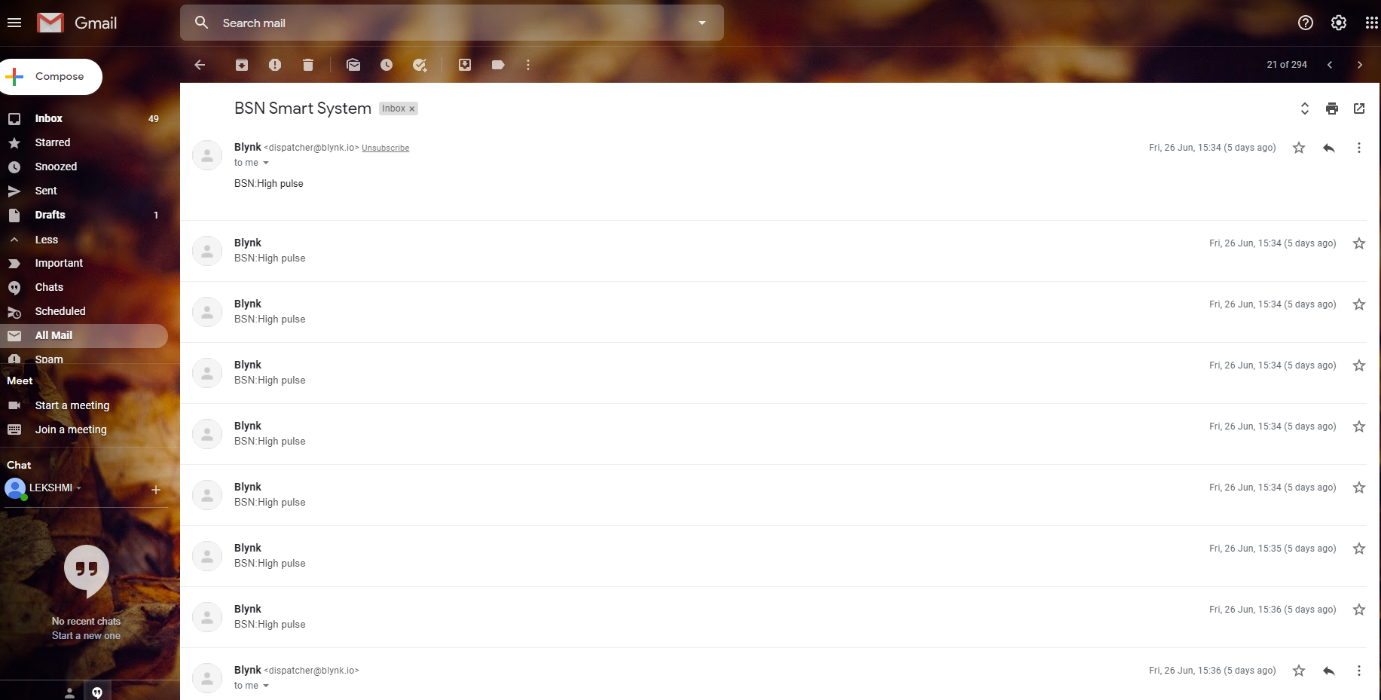 Gmail
Search mail
Compose
21 of 294
Inbox 49
Starred
Snoozed
Sent
Drafts 1
Less
Important
Chats
Scheduled
All Mail
Spam
Meet
Start a meeting
Join a meeting
Chat
LEKSHMI
No recent chats
Start a new one
BSN Smart System Inbox x
Blynk <dispatcher@blynk.io> Unsubscribe Fri, 26 Jun, 15:34 (5 days ago)
to me
BSN:High pulse
Blynk Fri, 26 Jun, 15:34 (5 days ago)
BSN:High pulse
Blynk Fri, 26 Jun, 15:34 (5 days ago)
BSN:High pulse
Blynk Fri, 26 Jun, 15:34 (5 days ago)
BSN:High pulse
Blynk Fri, 26 Jun, 15:34 (5 days ago)
BSN:High pulse
Blynk Fri, 26 Jun, 15:34 (5 days ago)
BSN:High pulse
Blynk Fri, 26 Jun, 15:35 (5 days ago)
BSN:High pulse
Blynk Fri, 26 Jun, 15:36 (5 days ago)
BSN:High pulse
Blynk <dispatcher@blynk.io> Fri, 26 Jun, 15:36 (5 days ago)
to me